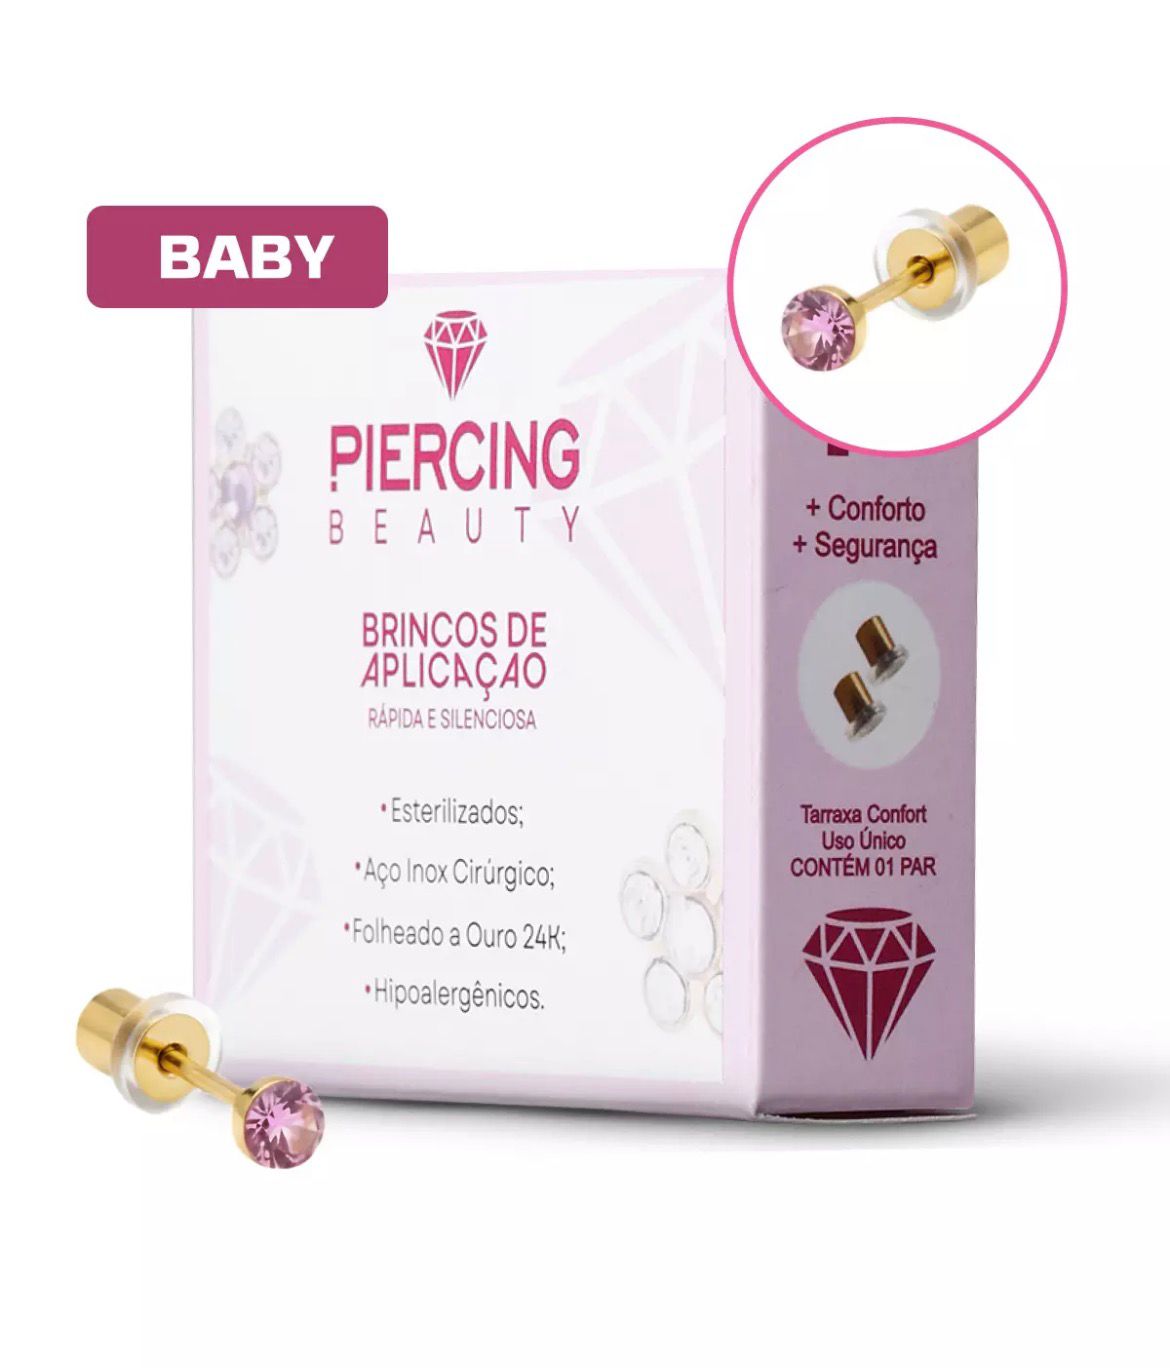 BABY
PIERCING
BEAUTY
BRINCOS DE
APLICAÇAO
RÁPIDA E SILENCIOSA
•Esterilizados;
•Aço Inox Cirúrgico;
•Folheado a Ouro 24K;
•Hipoalergênicos.
+ Conforto
+ Segurança
Tarraxa Confort
Uso Único
CONTÉM 01 PAR